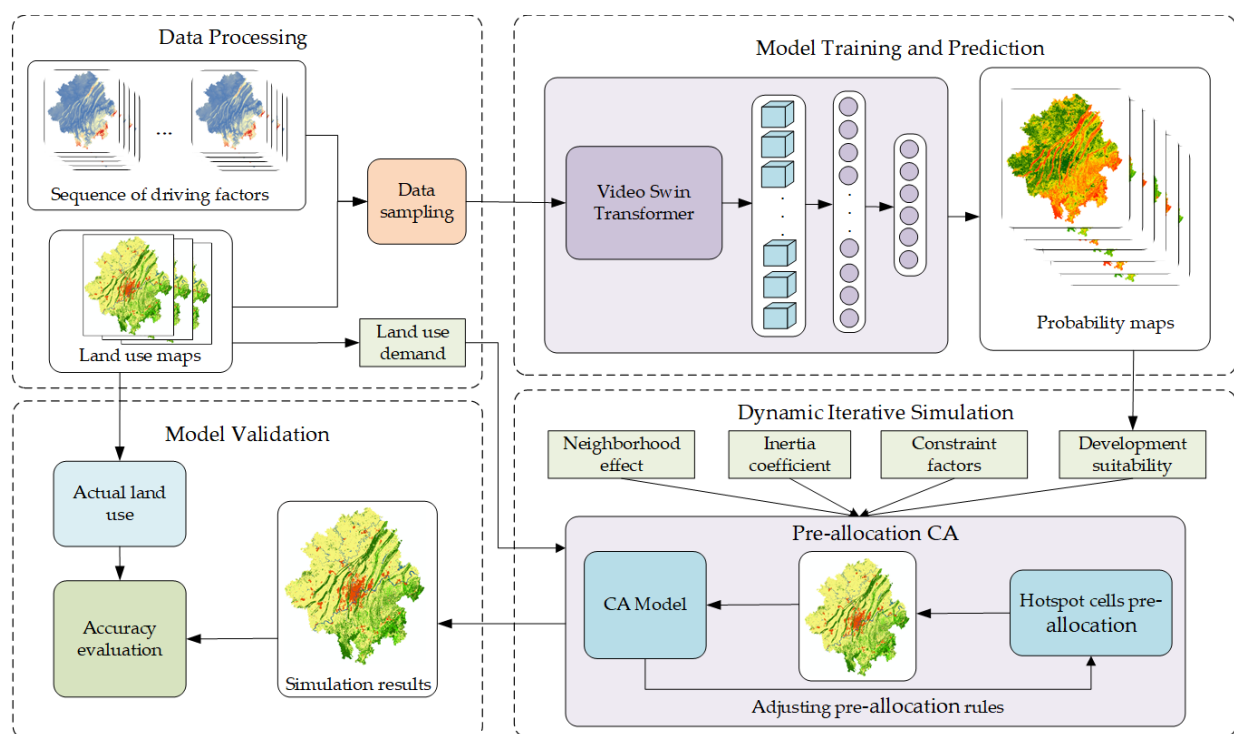 Data Processing
...
Sequence of driving factors
Land use maps
Data
sampling
Land use
demand
Model Training and Prediction
Video Swin
Transformer
Probability maps
Model Validation
Actual land
use
Accuracy
evaluation
Simulation results
Dynamic Iterative Simulation
Neighborhood
effect
Inertia
coefficient
Constraint
factors
Development
suitability
Pre-allocation CA
CA Model
Hotspot cells pre-
allocation
Adjusting pre-allocation rules